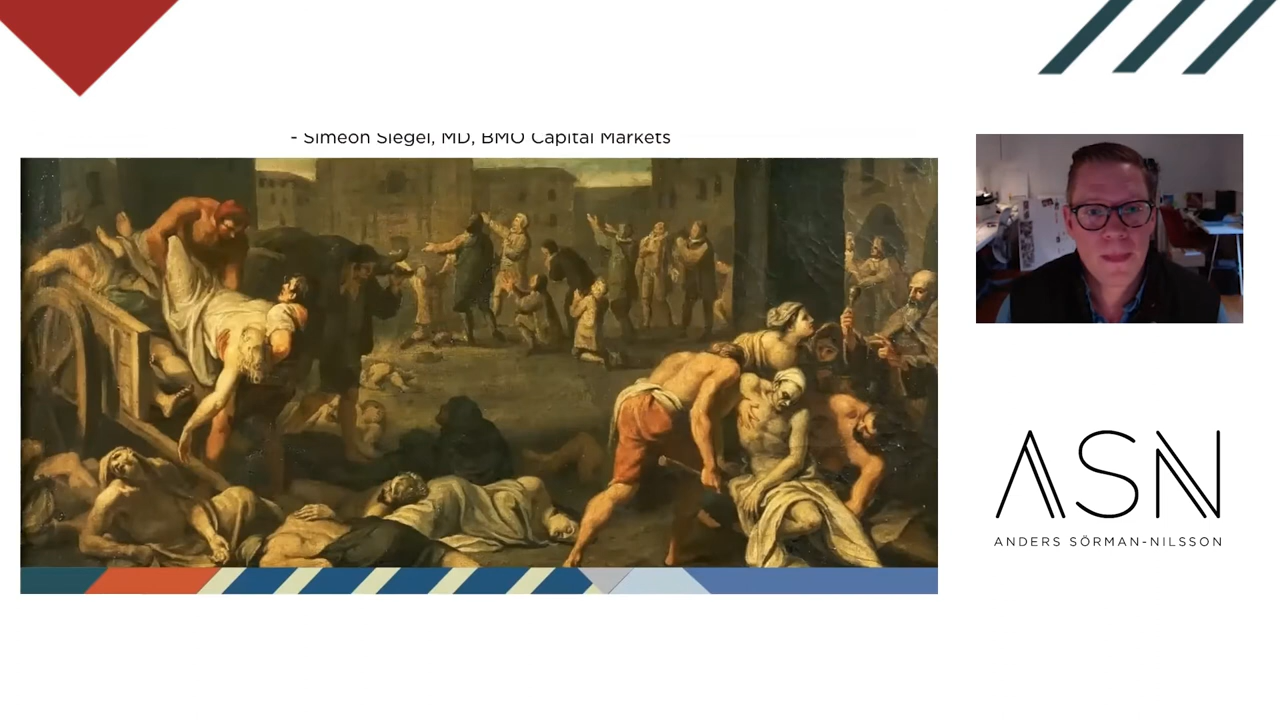 - Simeon Siegel, MD, BMO Capital Markets
ASN
ANDERS SÖRMAN-NILSSON